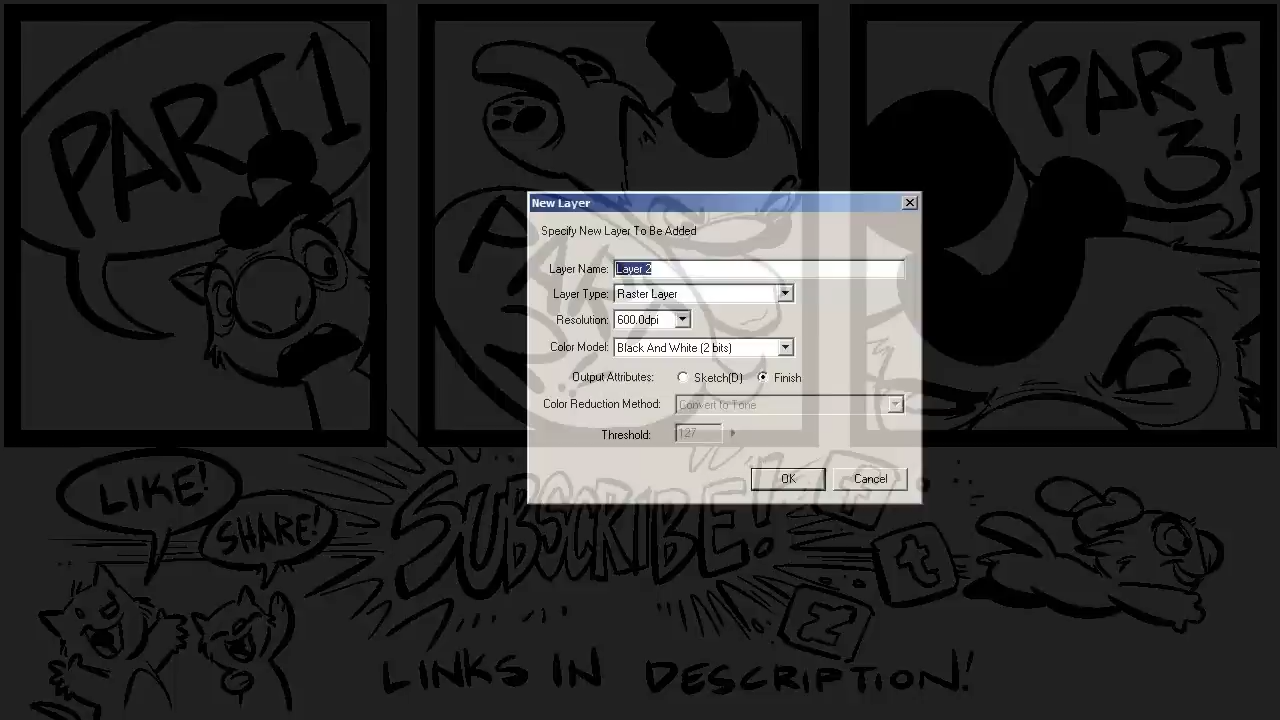 PART 1
PART
3!
New Layer
Specify New Layer To Be Added
Layer Name: Layer 2
Layer Type: Raster Layer
Resolution: 600.0dpi
Color Model: Black And White (2 bits)
Output Attributes: Sketch(D) Finish
Color Reduction Method: Convert to Tone
Threshold: 127
OK Cancel
LIKE!
SHARE!
SUBSCRIBE!
f
t
Z
LINKS IN DESCRIPTION!